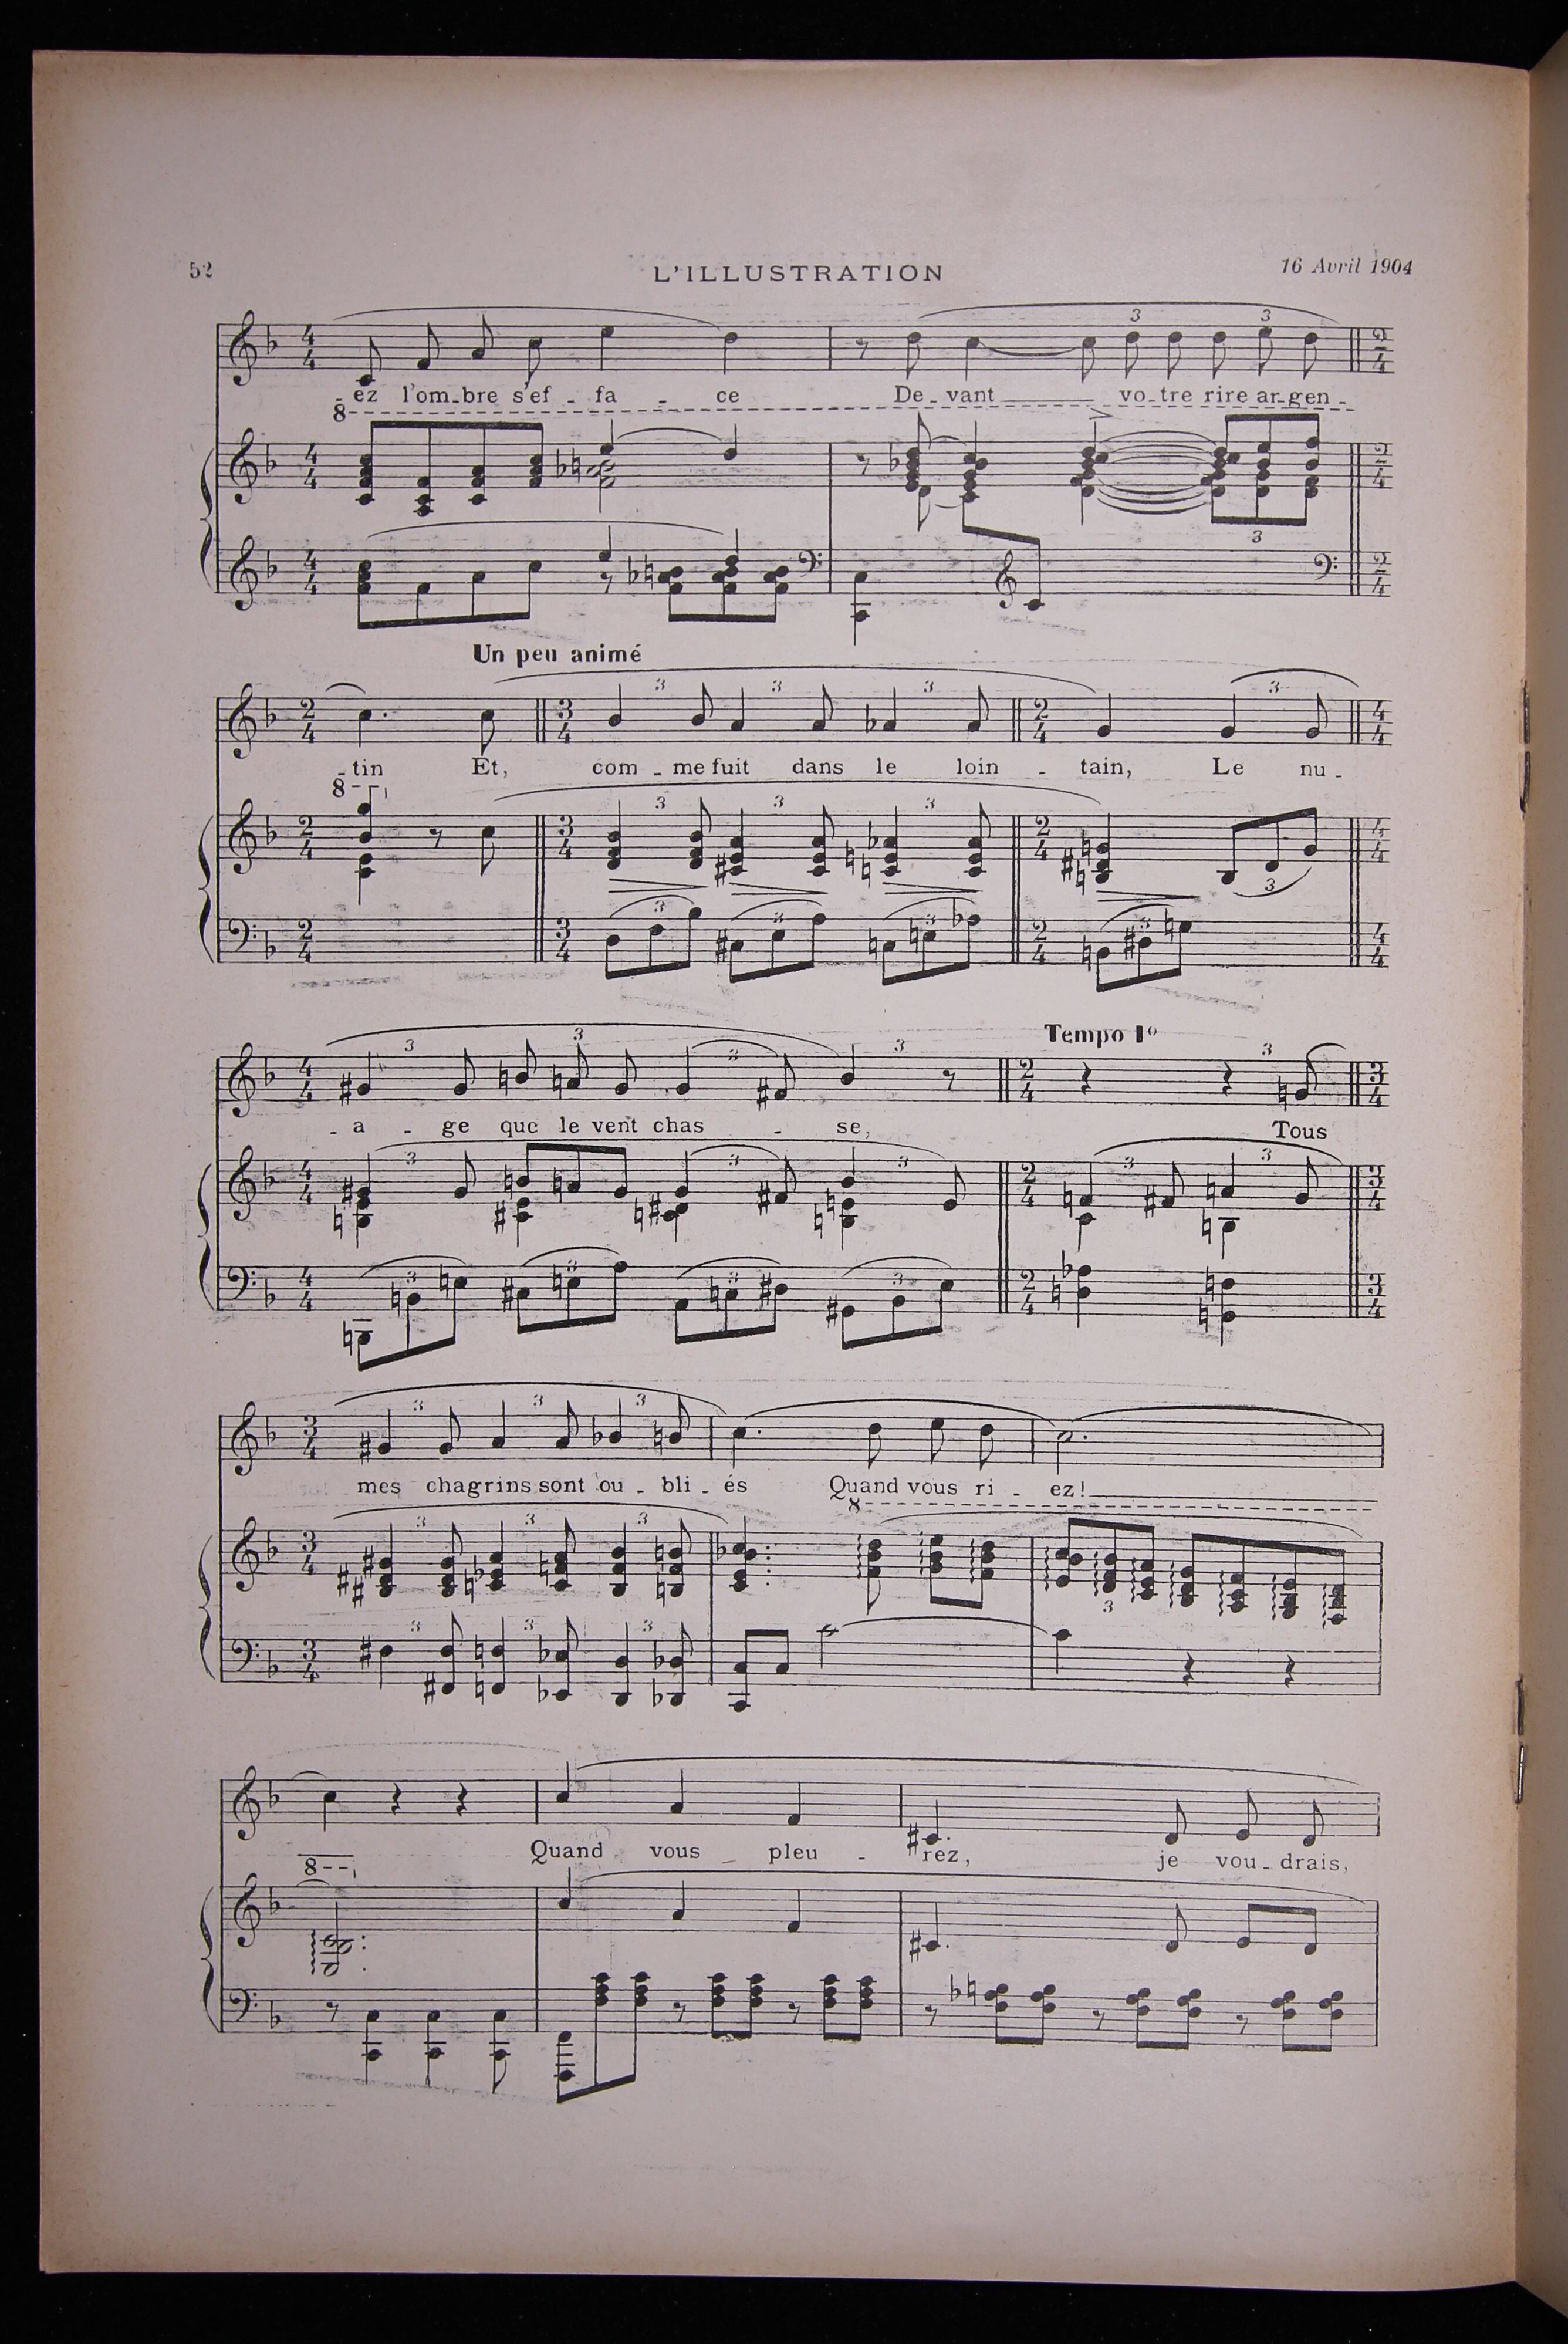 52
L'ILLUSTRATION
16 Avril 1904
- ez l'om - bre s'ef - fa - ce De - vant vo - tre rire ar - gen -
Un peu animé
- tin Et, com - me fuit dans le loin - tain, Le nu -
Tempo I°
- a - ge que le vent chas - se, Tous
mes chagrins sont ou - bli - és Quand vous ri - ez!
Quand vous pleu - rez, je vou - drais,